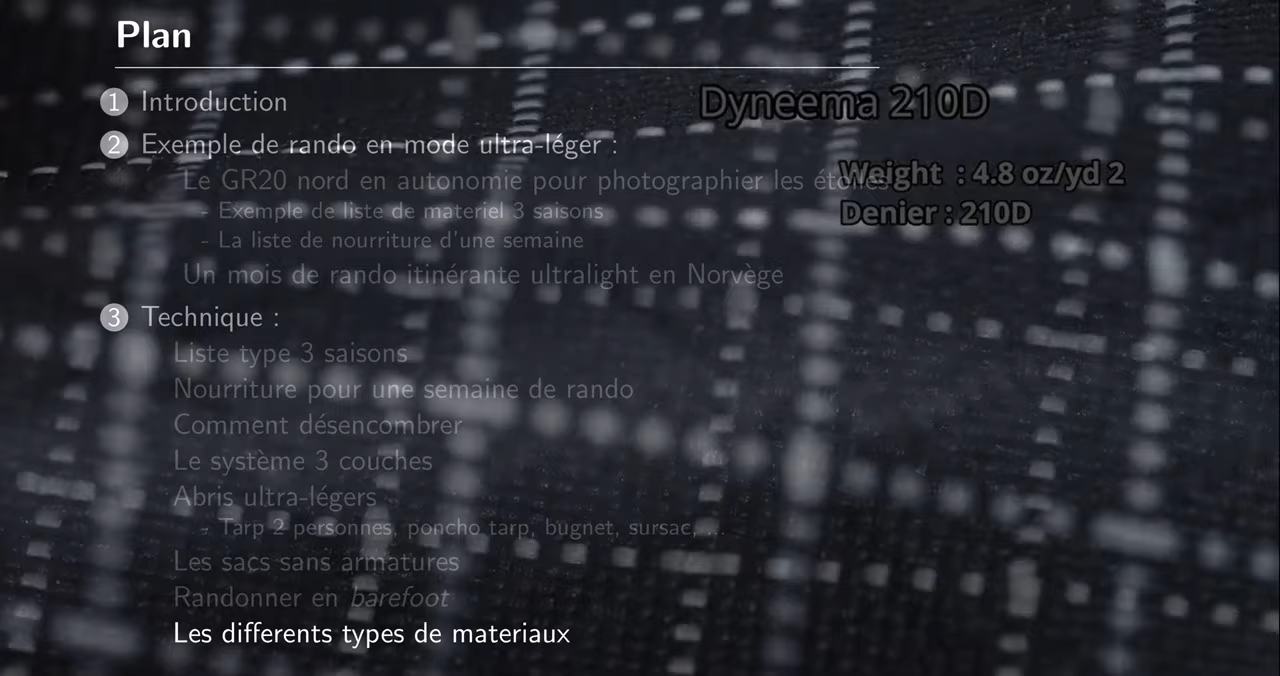 Plan
1 Introduction
Dyneema 210D
2 Exemple de rando en mode ultra-léger :
Le GR20 nord en autonomie pour photographier les étoiles
Weight : 4.8 oz/yd 2
- Exemple de liste de materiel 3 saisons
Denier : 210D
- La liste de nourriture d'une semaine
Un mois de rando itinérante ultralight en Norvège
3 Technique :
Liste type 3 saisons
Nourriture pour une semaine de rando
Comment désencombrer
Le système 3 couches
Abris ultra-légers
- Tarp 2 personnes, poncho tarp, bugnet, sursac, ...
Les sacs sans armatures
Randonner en barefoot
Les differents types de materiaux